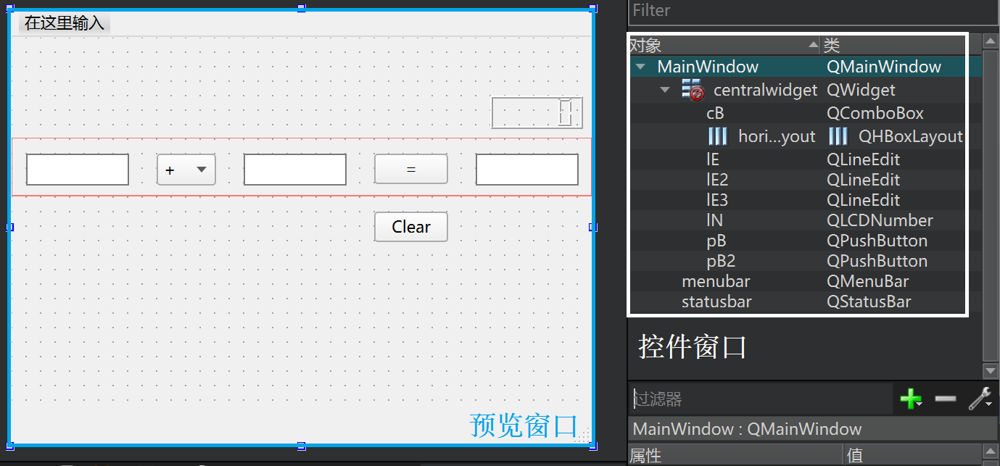 在这里输入
+
=
Clear
预览窗口
Filter
对象 类
MainWindow QMainWindow
centralwidget QWidget
cB QComboBox
hori...yout QHBoxLayout
lE QLineEdit
lE2 QLineEdit
lE3 QLineEdit
lN QLCDNumber
pB QPushButton
pB2 QPushButton
menubar QMenuBar
statusbar QStatusBar
控件窗口
过滤器
MainWindow : QMainWindow
属性 值